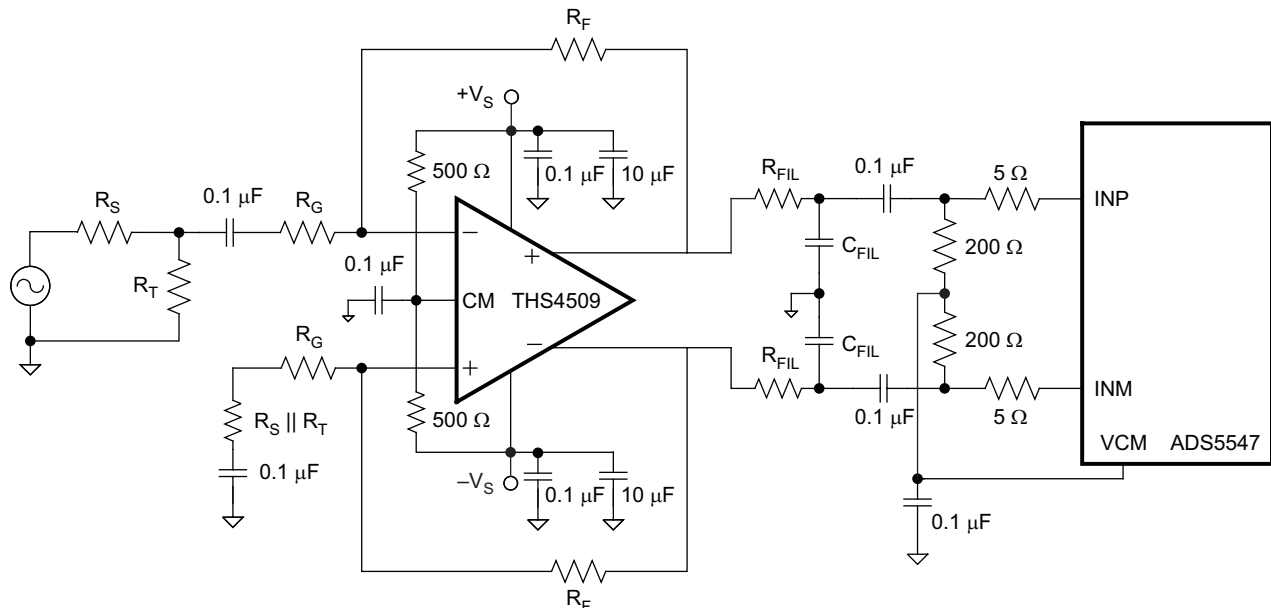 R_F
+V_S
500 Ω
0.1 µF
10 µF
R_S
0.1 µF
R_G
R_FIL
0.1 µF
5 Ω
INP
−
+
R_T
0.1 µF
CM
THS4509
C_FIL
200 Ω
R_G
+
−
R_FIL
C_FIL
200 Ω
R_S || R_T
500 Ω
0.1 µF
5 Ω
INM
0.1 µF
VCM
ADS5547
–V_S
0.1 µF
10 µF
0.1 µF
R_F